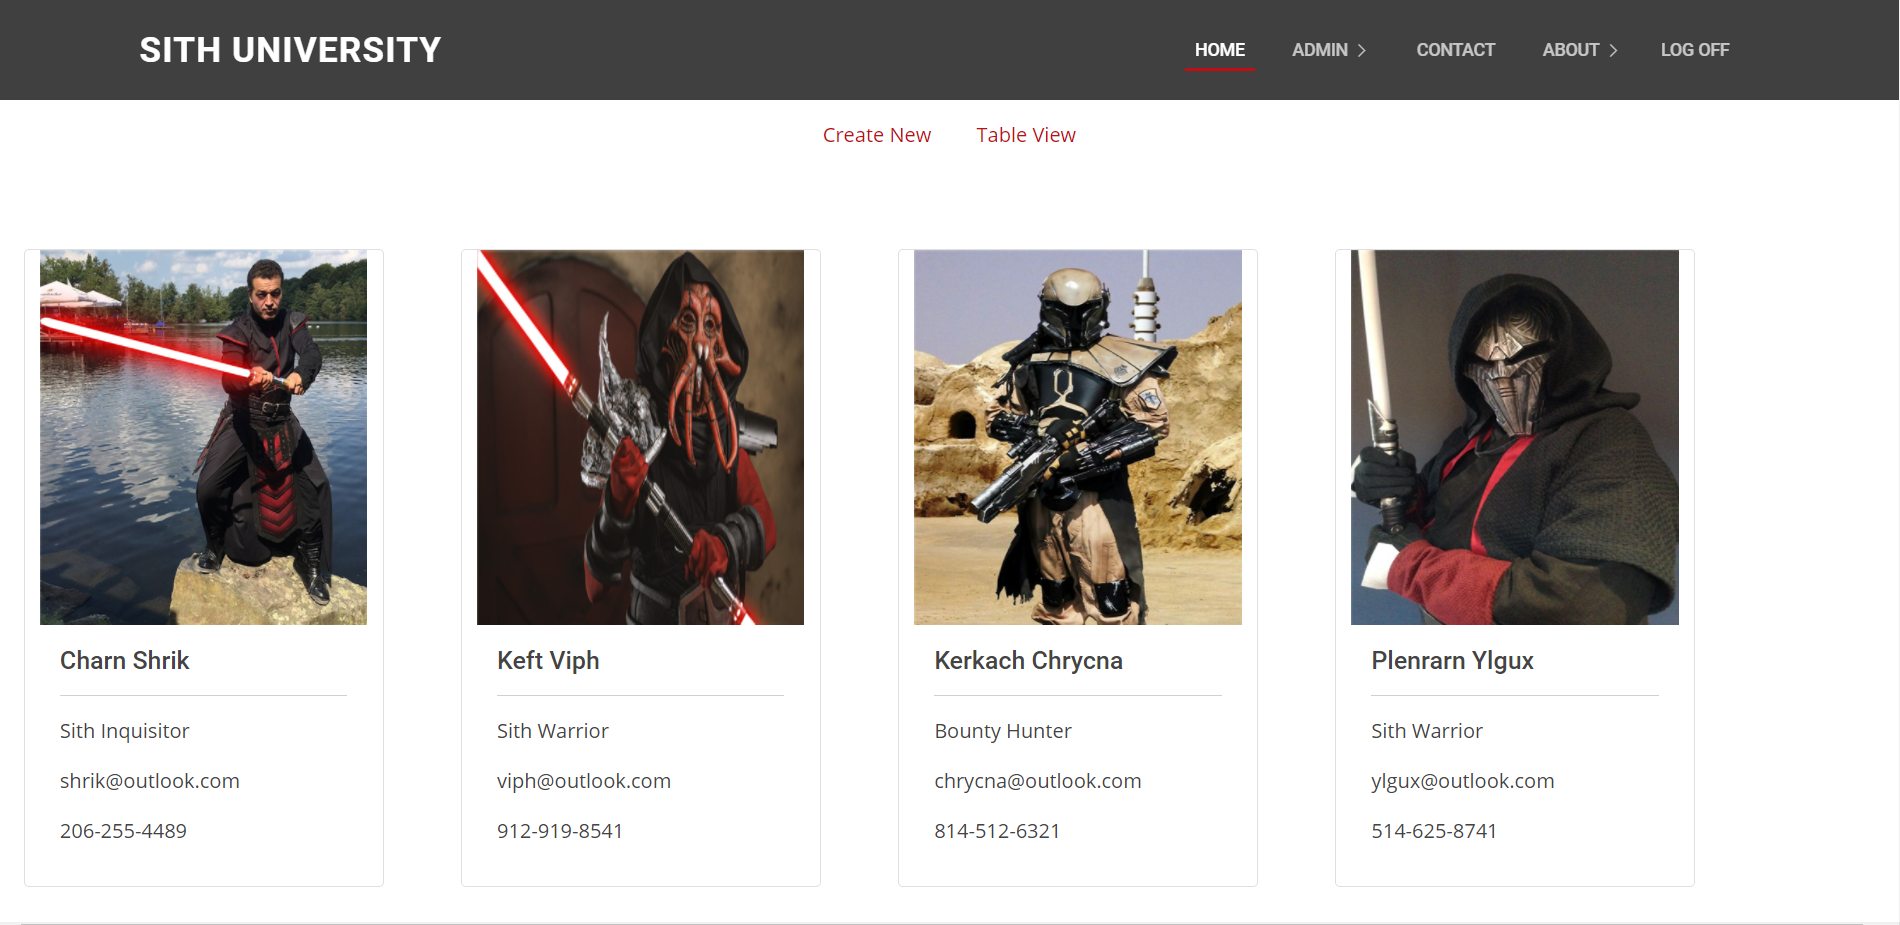 SITH UNIVERSITY
HOME
ADMIN
CONTACT
ABOUT
LOG OFF
Create New
Table View
Charn Shrik
Sith Inquisitor
shrik@outlook.com
206-255-4489
Keft Viph
Sith Warrior
viph@outlook.com
912-919-8541
Kerkach Chrycna
Bounty Hunter
chrycna@outlook.com
814-512-6321
Plenrarn Ylgux
Sith Warrior
ylgux@outlook.com
514-625-8741